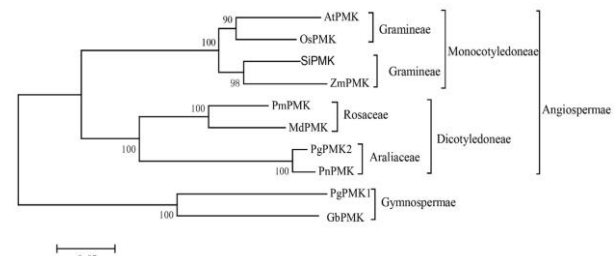 90
AtPMK
Gramineae
100
OsPMK
Monocotyledoneae
SiPMK
Gramineae
98
ZmPMK
Angiospermae
100
PmPMK
Rosaceae
MdPMK
Dicotyledoneae
100
PgPMK2
Araliaceae
100
PnPMK
PgPMK1
Gymnospermae
100
GbPMK